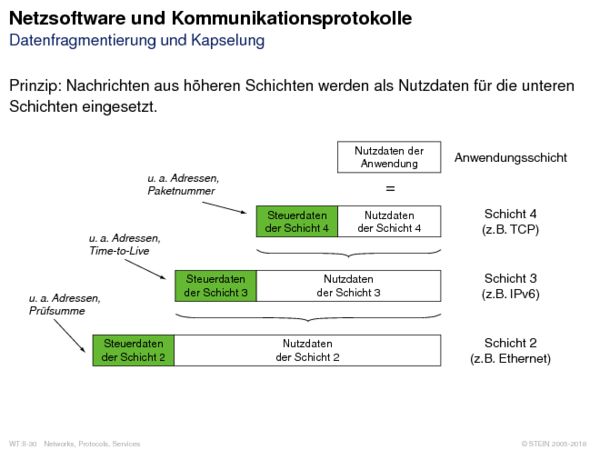 Netzsoftware und Kommunikationsprotokolle
Datenfragmentierung und Kapselung
Prinzip: Nachrichten aus höheren Schichten werden als Nutzdaten für die unteren
Schichten eingesetzt.
Nutzdaten der
Anwendung
Anwendungsschicht
=
u. a. Adressen,
Paketnummer
Steuerdaten
der Schicht 4
Nutzdaten
der Schicht 4
Schicht 4
(z.B. TCP)
u. a. Adressen,
Time-to-Live
Steuerdaten
der Schicht 3
Nutzdaten
der Schicht 3
Schicht 3
(z.B. IPv6)
u. a. Adressen,
Prüfsumme
Steuerdaten
der Schicht 2
Nutzdaten
der Schicht 2
Schicht 2
(z.B. Ethernet)
WT:II-30 Networks, Protocols, Services
© STEIN 2005-2018